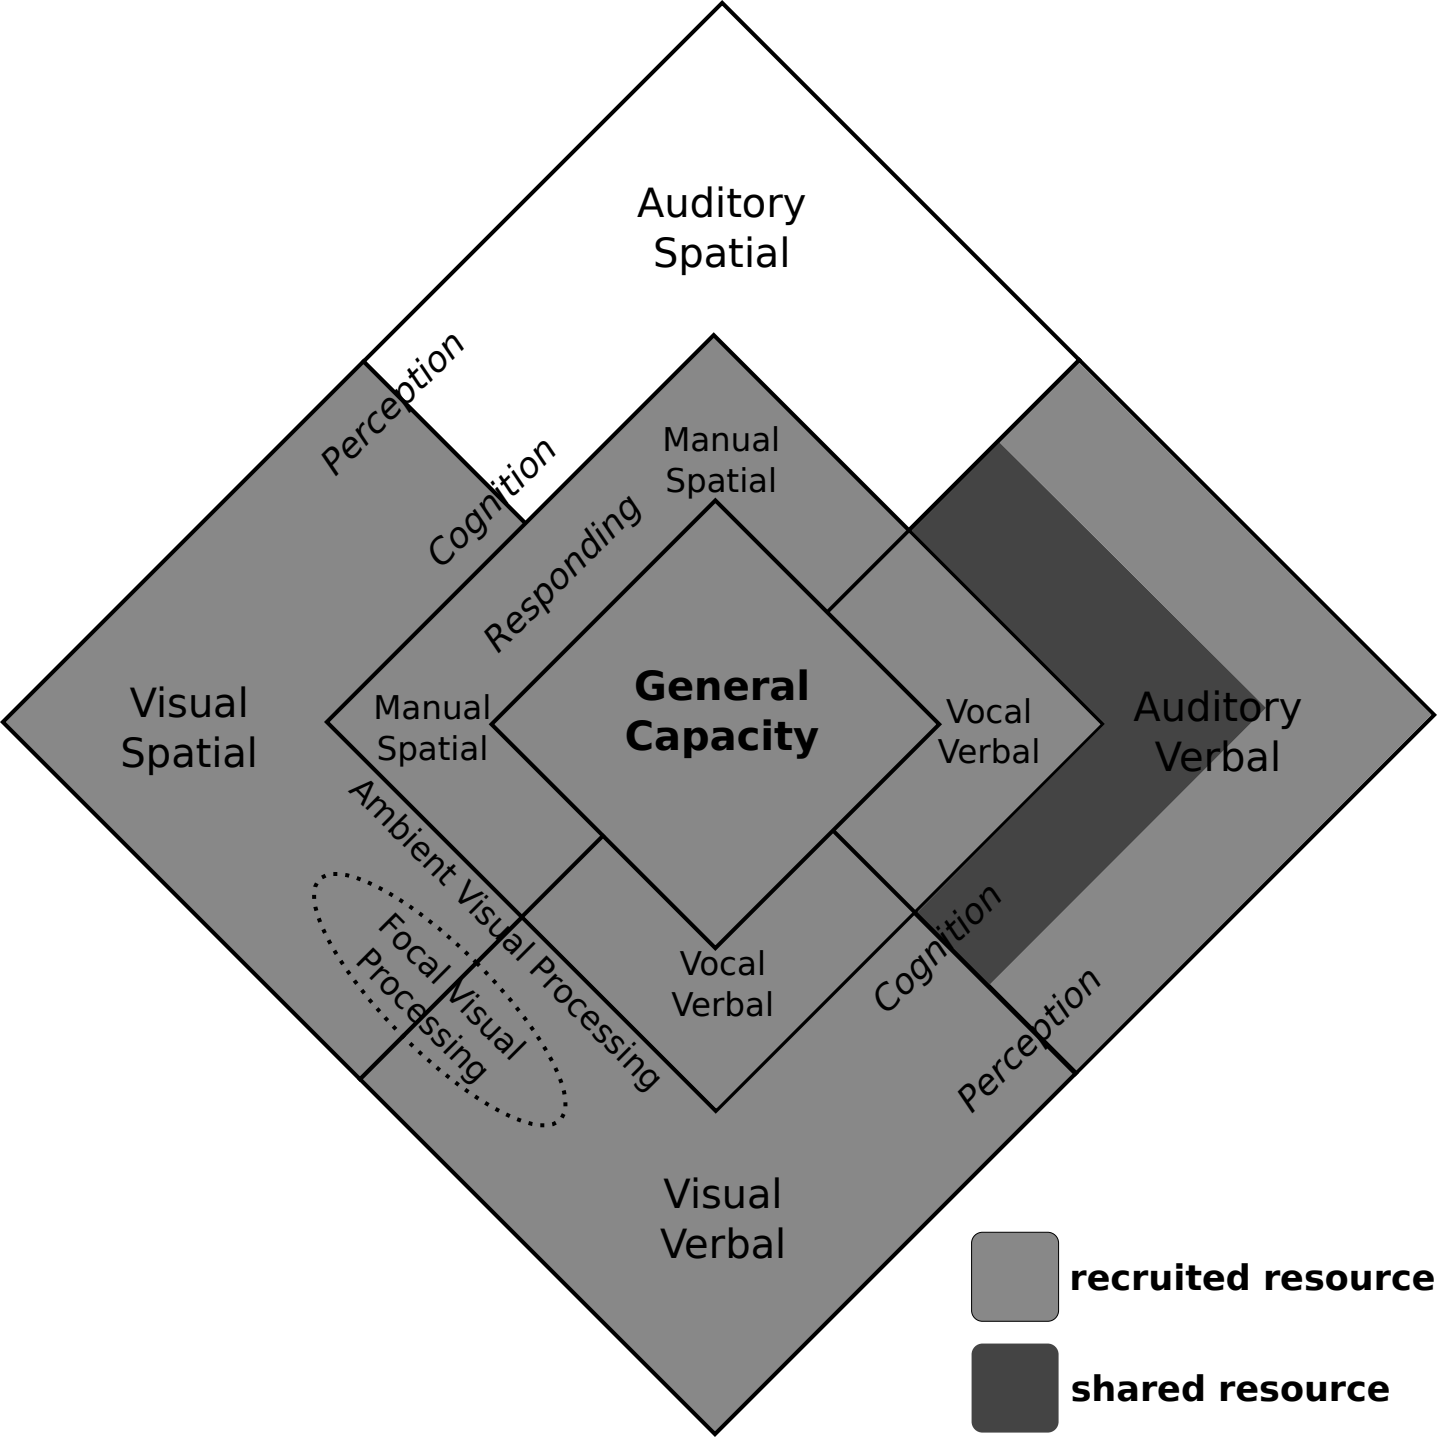 Auditory
Spatial
Perception
Cognition
Responding
Manual
Spatial
Visual
Spatial
Manual
Spatial
General
Capacity
Vocal
Verbal
Auditory
Verbal
Ambient Visual Processing
Focal Visual
Processing
Vocal
Verbal
Cognition
Perception
Visual
Verbal
recruited resource
shared resource